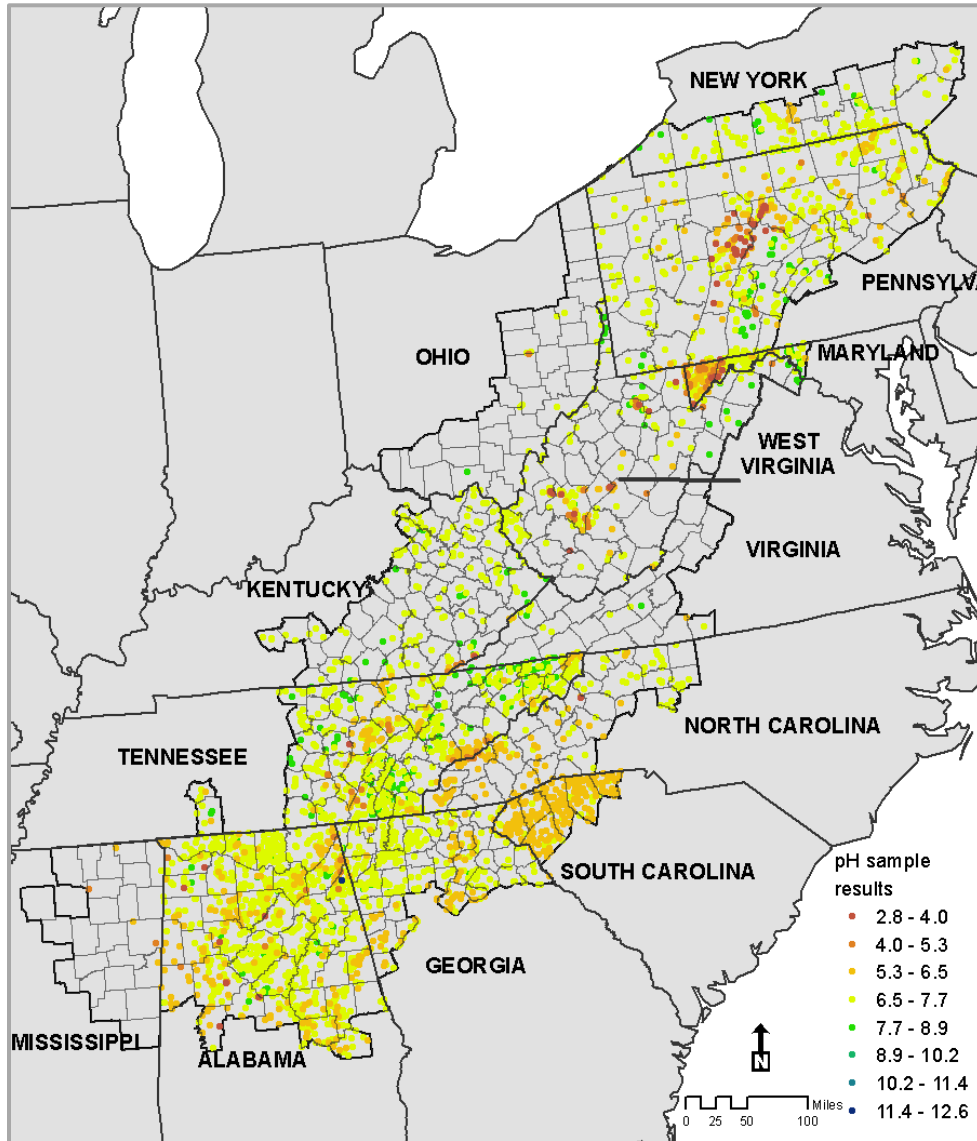 NEW YORK
PENNSYLVA
OHIO
MARYLAND
WEST
VIRGINIA
VIRGINIA
KENTUCKY
NORTH CAROLINA
TENNESSEE
SOUTH CAROLINA
GEORGIA
MISSISSIPPI
ALABAMA
pH sample
results
2.8 - 4.0
4.0 - 5.3
5.3 - 6.5
6.5 - 7.7
7.7 - 8.9
8.9 - 10.2
10.2 - 11.4
11.4 - 12.6
N
Miles
0 25 50 100